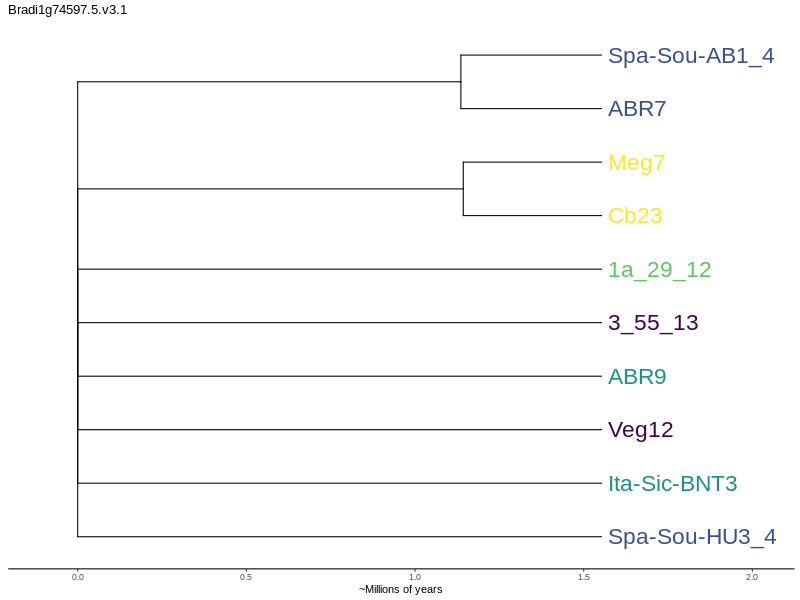 Bradi1g74597.5.v3.1
Spa-Sou-AB1_4
ABR7
Meg7
Cb23
1a_29_12
3_55_13
ABR9
Veg12
Ita-Sic-BNT3
Spa-Sou-HU3_4
0.0 0.5 1.0 1.5 2.0
~Millions of years